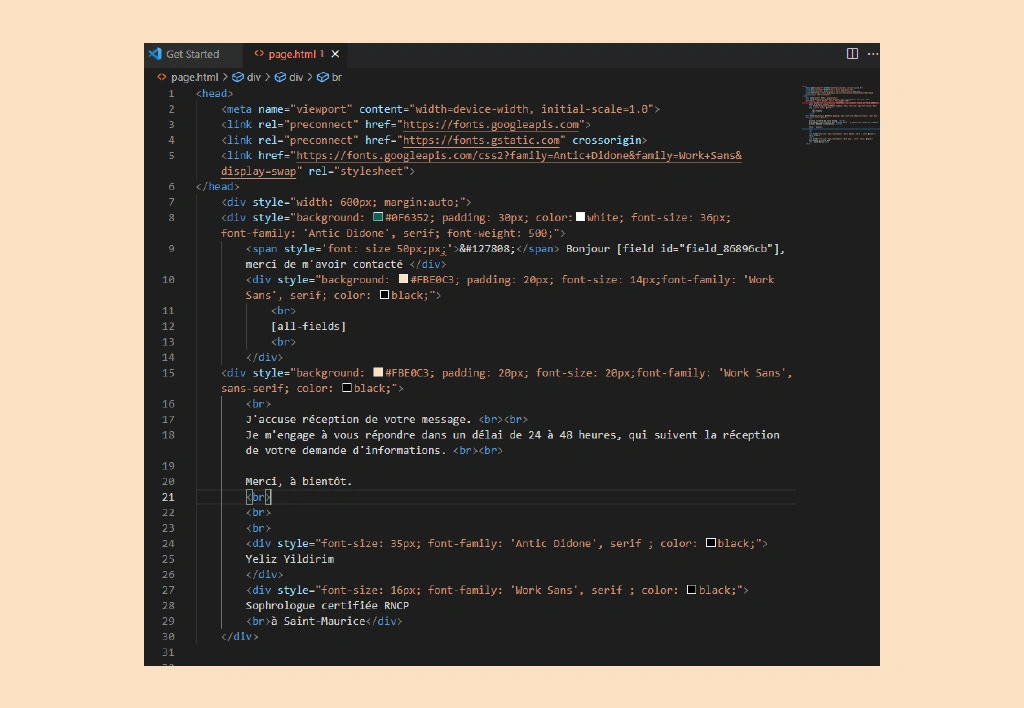 Get Started page.html 1
page.html > div > div > br
1 <head>
2 <meta name="viewport" content="width=device-width, initial-scale=1.0">
3 <link rel="preconnect" href="https://fonts.googleapis.com">
4 <link rel="preconnect" href="https://fonts.gstatic.com" crossorigin>
5 <link href="https://fonts.googleapis.com/css2?family=Antic+Didone&family=Work+Sans&
display=swap" rel="stylesheet">
6 </head>
7 <div style="width: 600px; margin:auto;">
8 <div style="background: #0F6352; padding: 30px; color: white; font-size: 36px;
font-family: 'Antic Didone', serif; font-weight: 500;">
9 <span style='font: size 50px;px;'>&#127808;</span> Bonjour [field id="field_86896cb"],
merci de m'avoir contacté </div>
10 <div style="background: #FBE0C3; padding: 20px; font-size: 14px;font-family: 'Work
Sans', serif; color: black;">
11 <br>
12 [all-fields]
13 <br>
14 </div>
15 <div style="background: #FBE0C3; padding: 20px; font-size: 20px;font-family: 'Work Sans',
sans-serif; color: black;">
16 <br>
17 J'accuse réception de votre message. <br><br>
18 Je m'engage à vous répondre dans un délai de 24 à 48 heures, qui suivent la réception
de votre demande d'informations. <br><br>
19
20 Merci, à bientôt.
21 <br>
22 <br>
23 <br>
24 <div style="font-size: 35px; font-family: 'Antic Didone', serif ; color: black;">
25 Yeliz Yildirim
26 </div>
27 <div style="font-size: 16px; font-family: 'Work Sans', serif ; color: black;">
28 Sophrologue certifiée RNCP
29 <br>à Saint-Maurice</div>
30 </div>
31